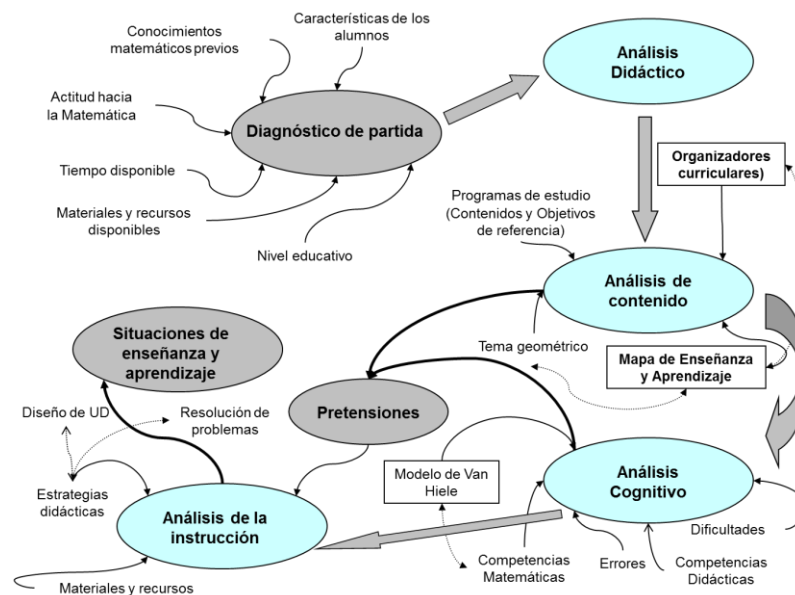 Conocimientos
matemáticos previos
Características de los
alumnos
Análisis
Didáctico
Actitud hacia
la Matemática
Diagnóstico de partida
Organizadores
curriculares)
Tiempo disponible
Programas de estudio
(Contenidos y Objetivos
de referencia)
Materiales y recursos
disponibles
Nivel educativo
Análisis de
contenido
Situaciones de
enseñanza y
aprendizaje
Tema geométrico
Mapa de Enseñanza
y Aprendizaje
Diseño de UD
Resolución de
problemas
Pretensiones
Modelo de Van
Hiele
Análisis
Cognitivo
Estrategias
didácticas
Análisis de la
instrucción
Dificultades
Competencias
Matemáticas
Errores
Competencias
Didácticas
Materiales y recursos